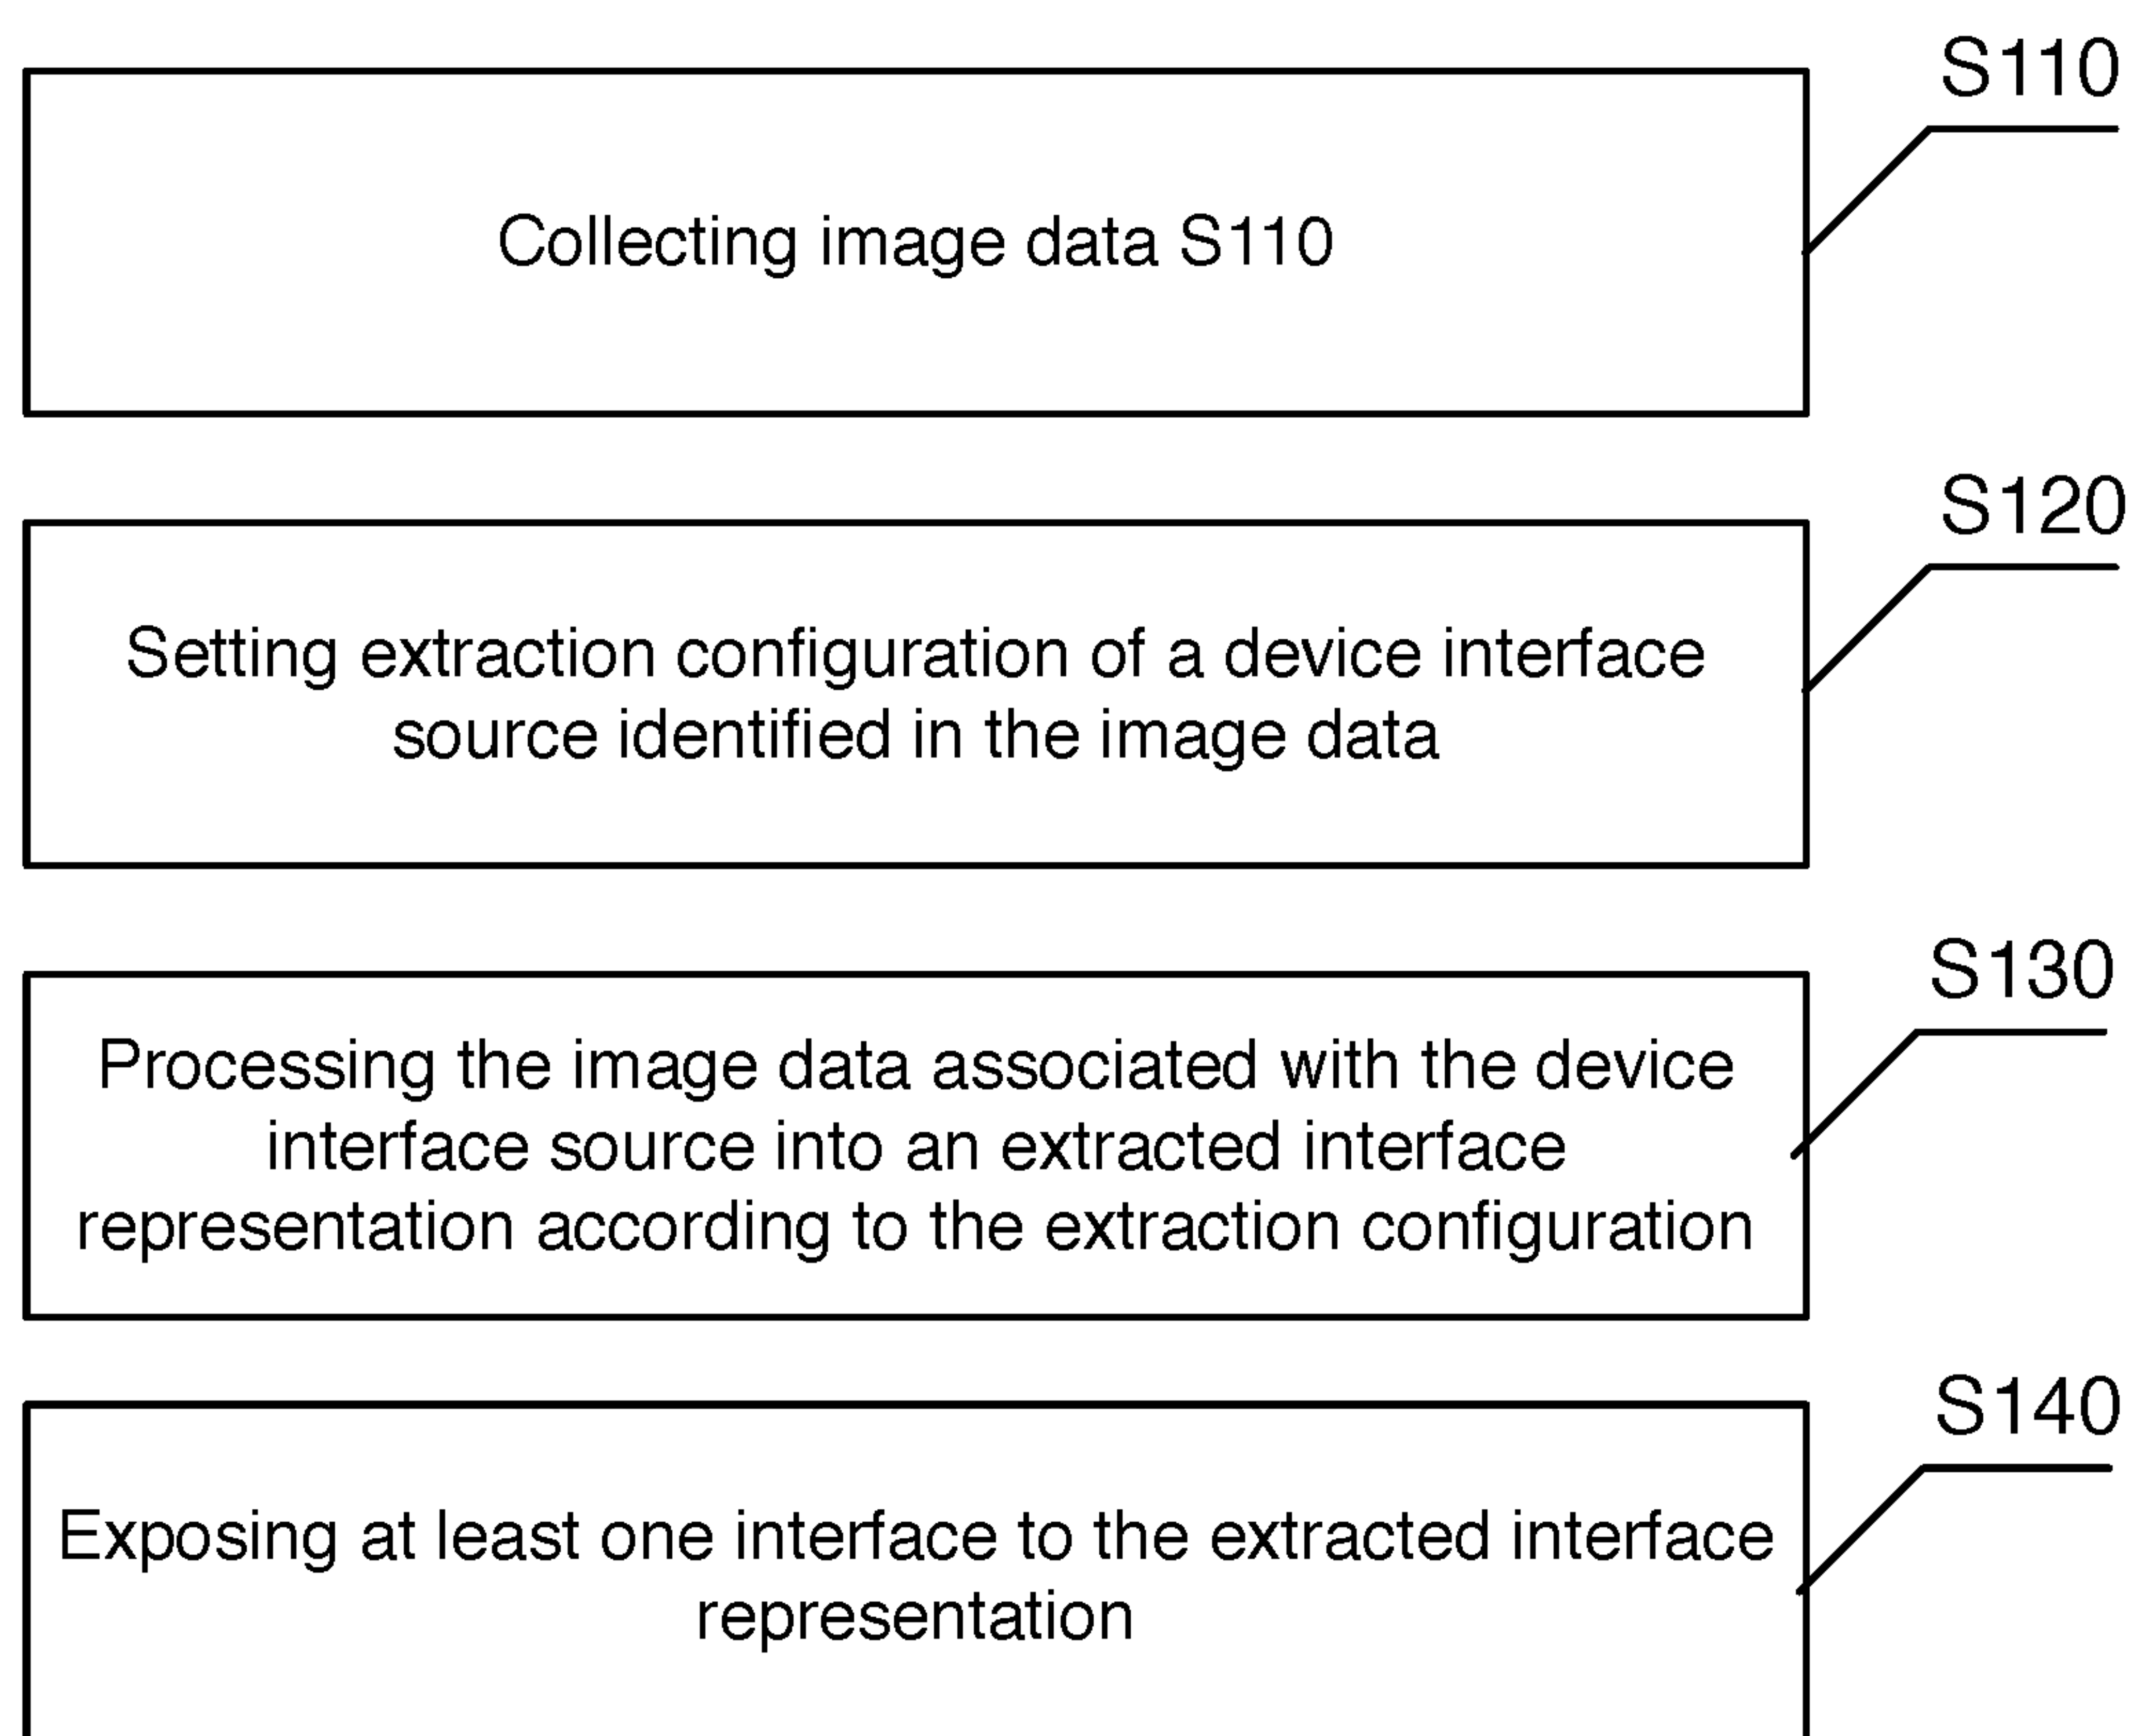 S110
Collecting image data S110
S120
Setting extraction configuration of a device interface
source identified in the image data
S130
Processing the image data associated with the device
interface source into an extracted interface
representation according to the extraction configuration
S140
Exposing at least one interface to the extracted interface
representation